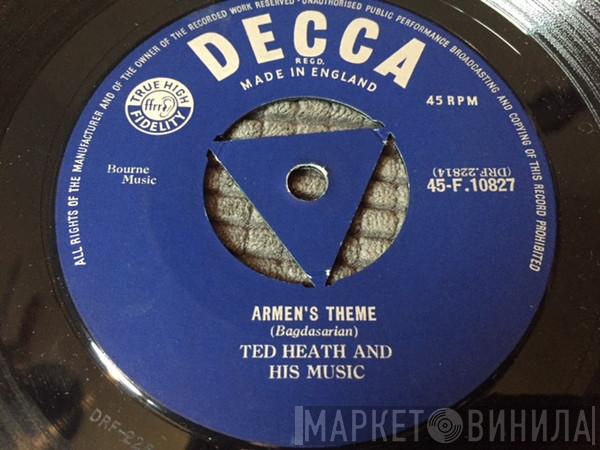 ALL RIGHTS OF THE MANUFACTURER AND OF THE OWNER OF THE RECORDED WORK RESERVED - UNAUTHORISED PUBLIC PERFORMANCE BROADCASTING AND COPYING OF THIS RECORD PROHIBITED
DECCA
REGD.
MADE IN ENGLAND
TRUE HIGH
ffrr
FIDELITY
45 RPM
Bourne
Music
(DRF.22814)
45-F.10827
ARMEN'S THEME
(Bagdasarian)
TED HEATH AND
HIS MUSIC
МАРКЕТОВИНИЛА!